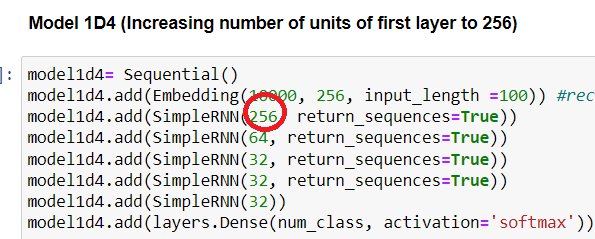 Model 1D4 (Increasing number of units of first layer to 256)
]: model1d4= Sequential()
model1d4.add(Embedding(10000, 256, input_length =100)) #rec
model1d4.add(SimpleRNN(256, return_sequences=True))
model1d4.add(SimpleRNN(64, return_sequences=True))
model1d4.add(SimpleRNN(32, return_sequences=True))
model1d4.add(SimpleRNN(32, return_sequences=True))
model1d4.add(SimpleRNN(32))
model1d4.add(layers.Dense(num_class, activation='softmax'))